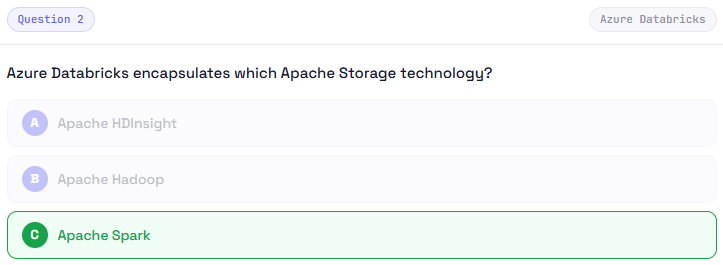 Question 2
Azure Databricks
Azure Databricks encapsulates which Apache Storage technology?
A Apache HDInsight
B Apache Hadoop
C Apache Spark